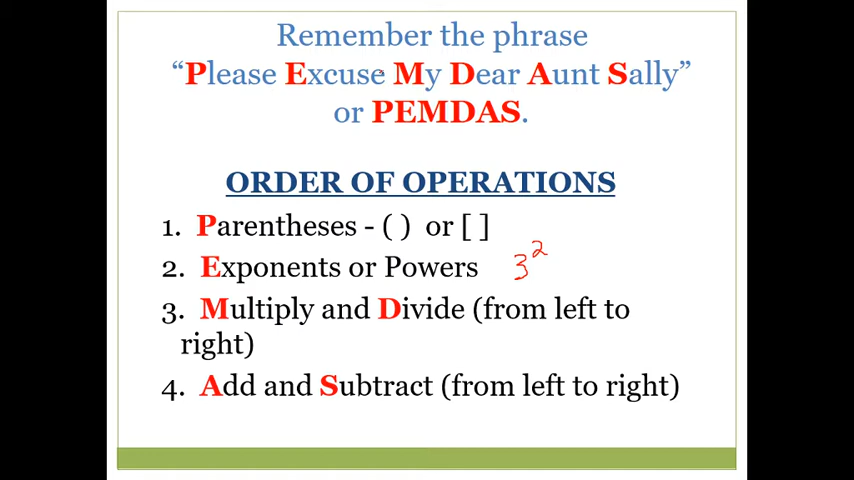 Remember the phrase
“Please Excuse My Dear Aunt Sally”
or PEMDAS.
ORDER OF OPERATIONS
1. Parentheses - ( ) or [ ]
2. Exponents or Powers 3²
3. Multiply and Divide (from left to
right)
4. Add and Subtract (from left to right)